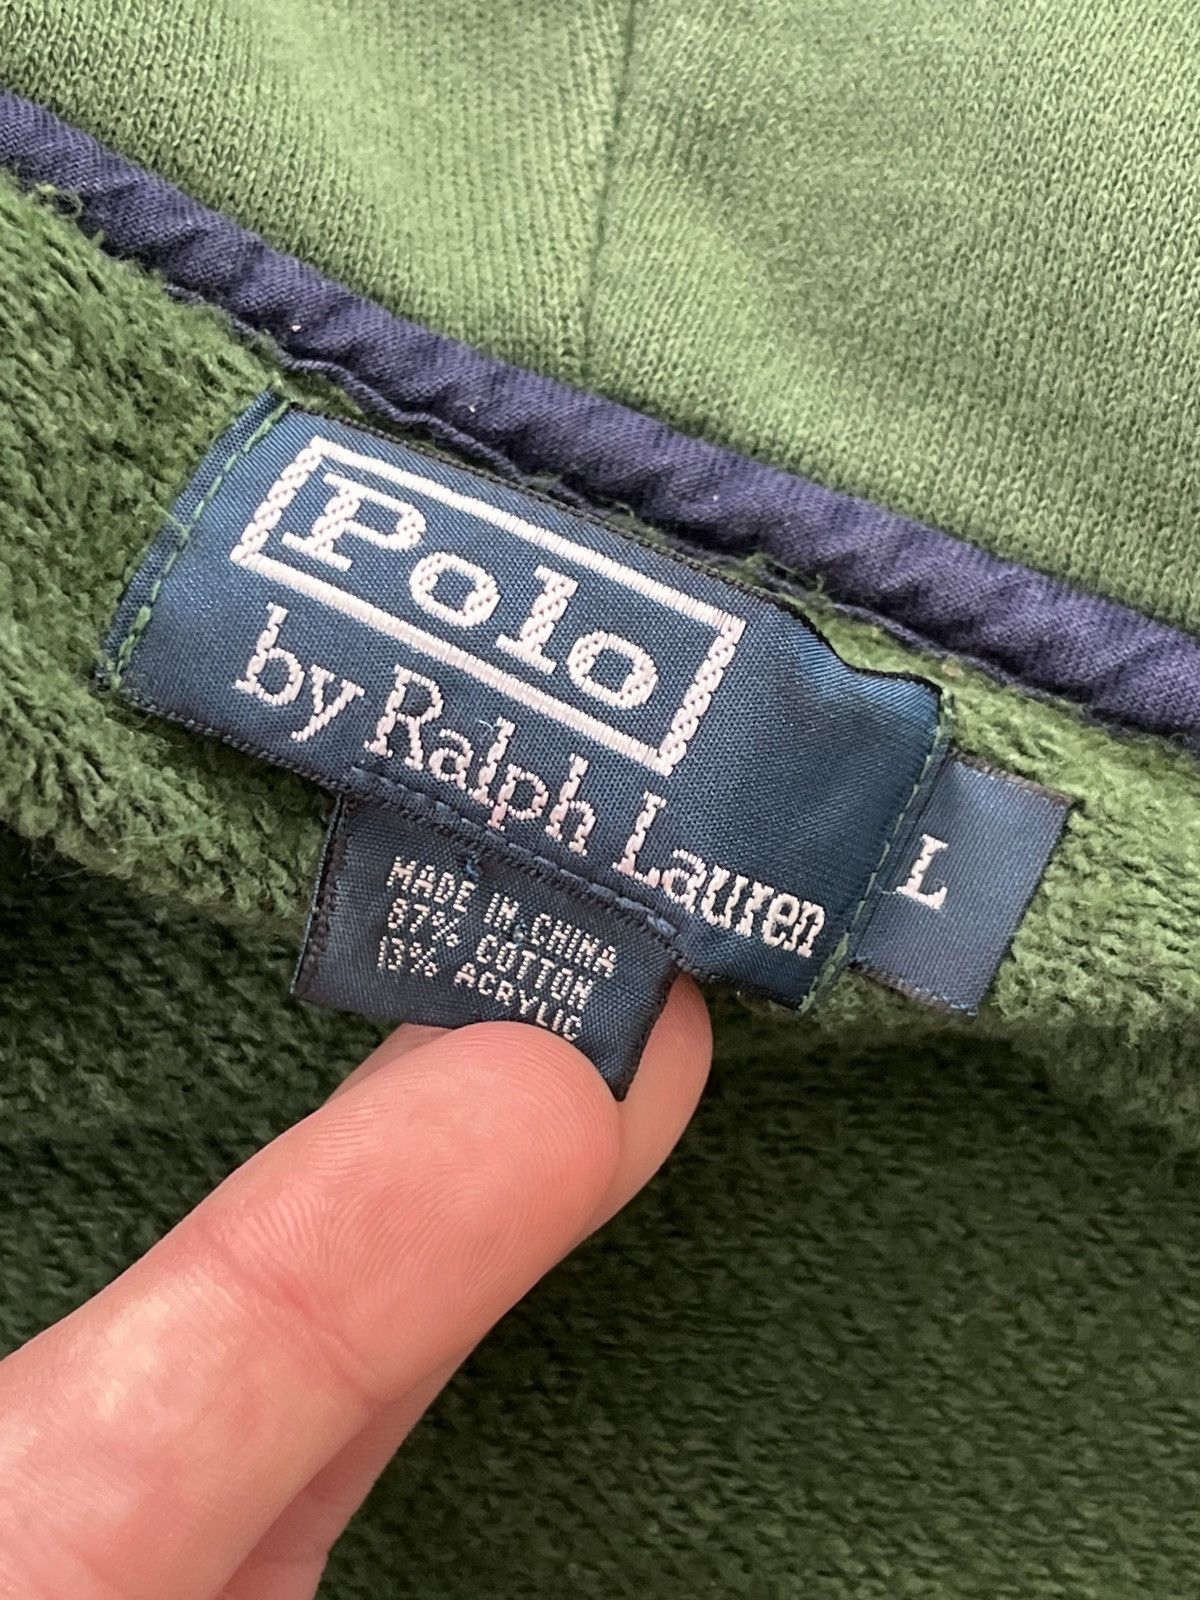 Polo
by Ralph Lauren
L
MADE IN CHINA
87% COTTON
13% ACRYLIC